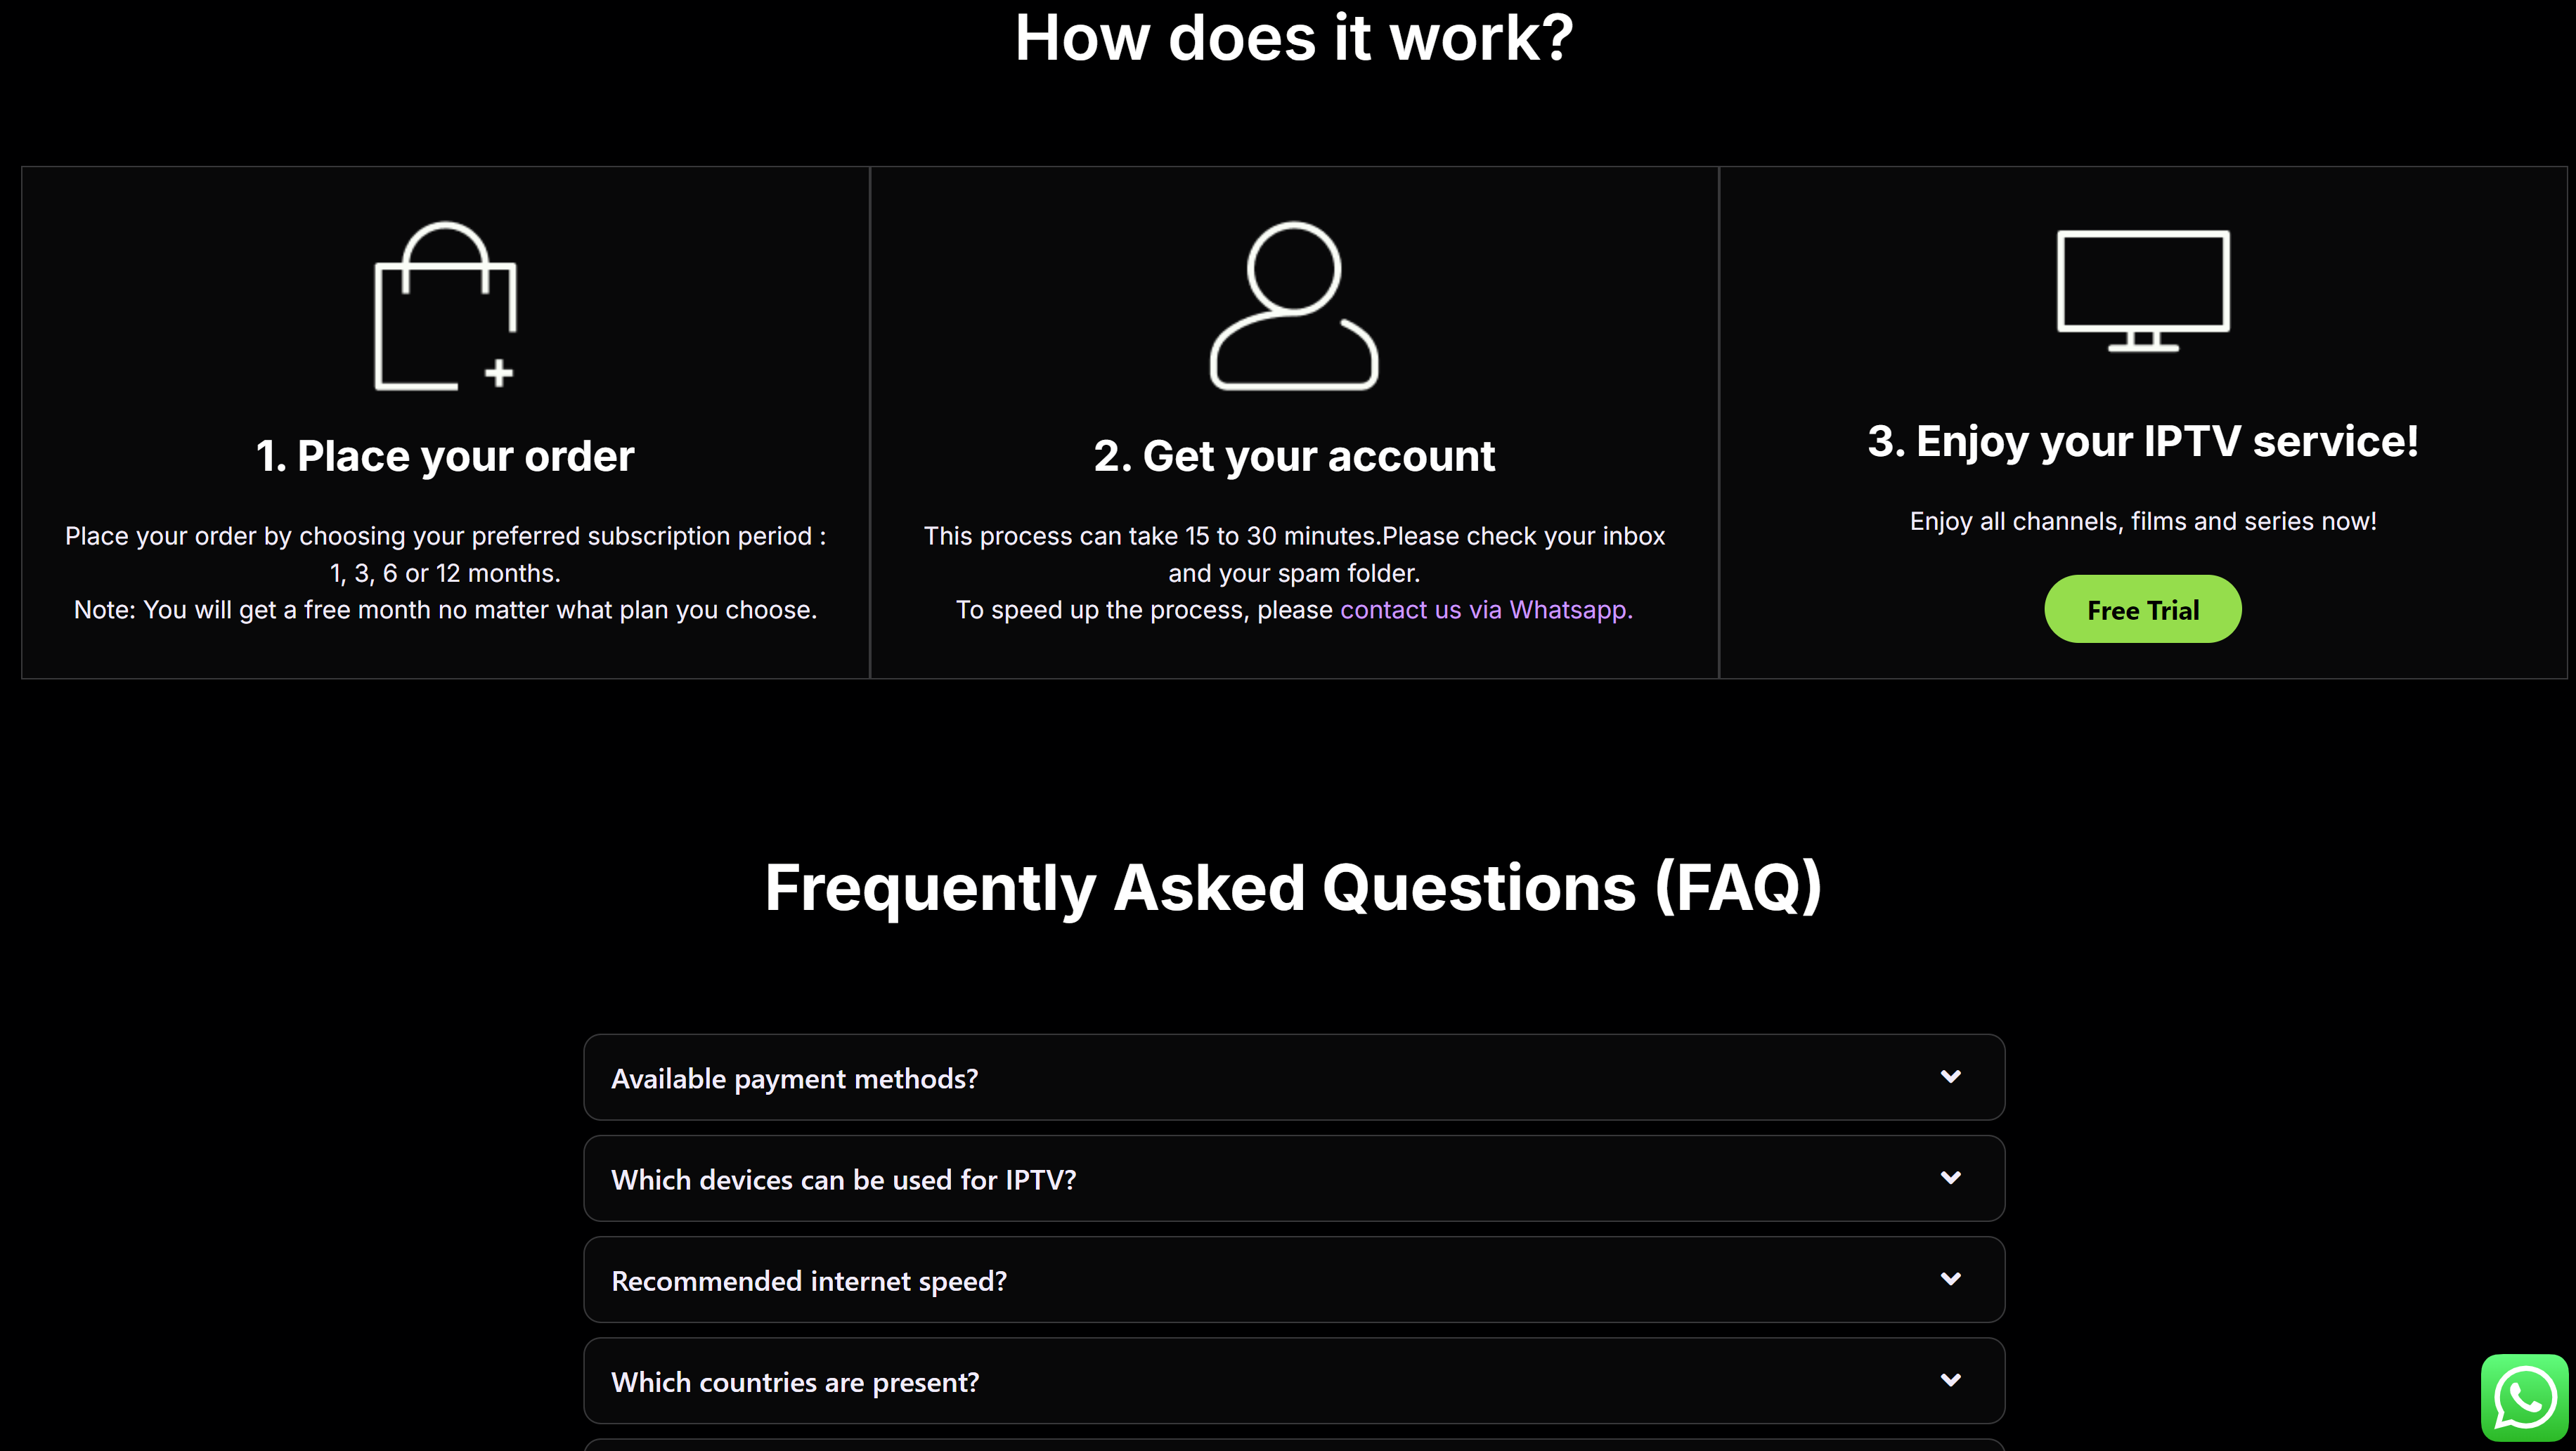 How does it work?
1. Place your order
Place your order by choosing your preferred subscription period :
1, 3, 6 or 12 months.
Note: You will get a free month no matter what plan you choose.
2. Get your account
This process can take 15 to 30 minutes.Please check your inbox
and your spam folder.
To speed up the process, please contact us via Whatsapp.
3. Enjoy your IPTV service!
Enjoy all channels, films and series now!
Free Trial
Frequently Asked Questions (FAQ)
Available payment methods?
Which devices can be used for IPTV?
Recommended internet speed?
Which countries are present?